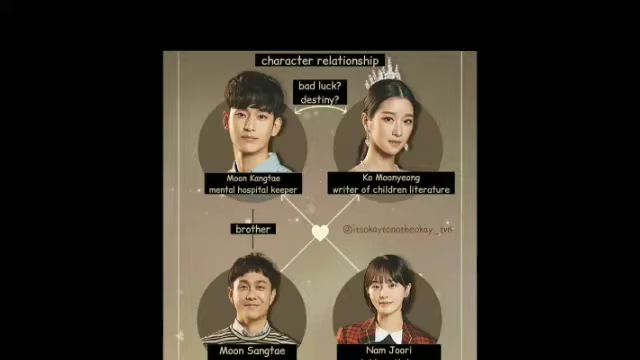 character relationship
bad luck?
destiny?
Moon Kangtae
mental hospital keeper
Ko Moonyeong
writer of children literature
brother
@itsokaytonotbeokay_tvn
Moon Sangtae
Nam Joori